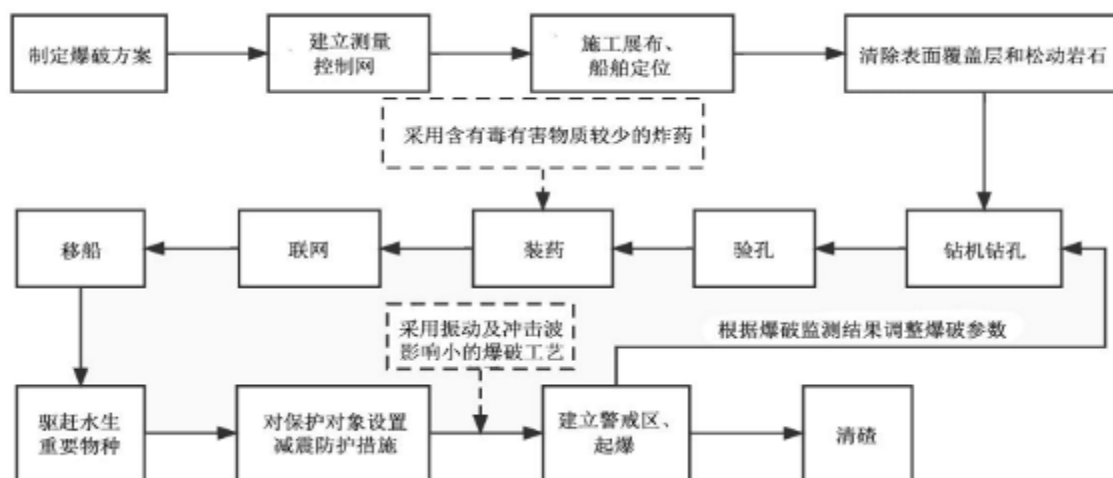 制定爆破方案
建立测量
控制网
施工展布、
船舶定位
清除表面覆盖层和松动岩石
采用含有毒有害物质较少的炸药
移船
联网
装药
验孔
钻机钻孔
采用振动及冲击波
影响小的爆破工艺
根据爆破监测结果调整爆破参数
驱赶水生
重要物种
对保护对象设置
减震防护措施
建立警戒区、
起爆
清碴